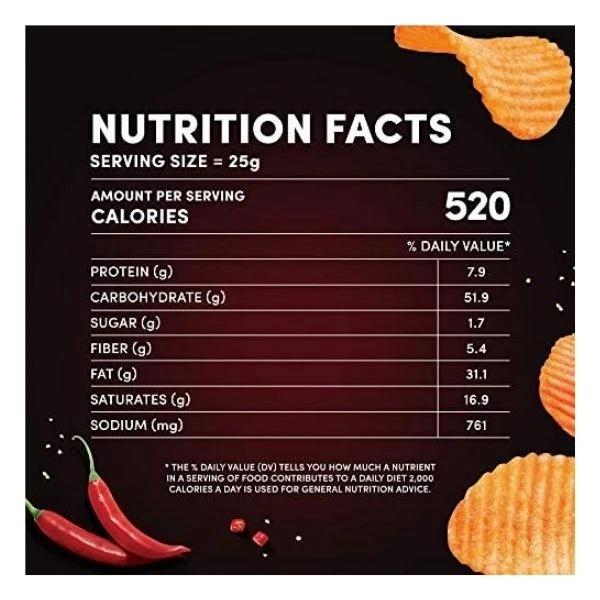 NUTRITION FACTS
SERVING SIZE = 25g
AMOUNT PER SERVING
CALORIES 520
% DAILY VALUE*
PROTEIN (g) 7.9
CARBOHYDRATE (g) 51.9
SUGAR (g) 1.7
FIBER (g) 5.4
FAT (g) 31.1
SATURATES (g) 16.9
SODIUM (mg) 761
* THE % DAILY VALUE (DV) TELLS YOU HOW MUCH A NUTRIENT
IN A SERVING OF FOOD CONTRIBUTES TO A DAILY DIET 2,000
CALORIES A DAY IS USED FOR GENERAL NUTRITION ADVICE.